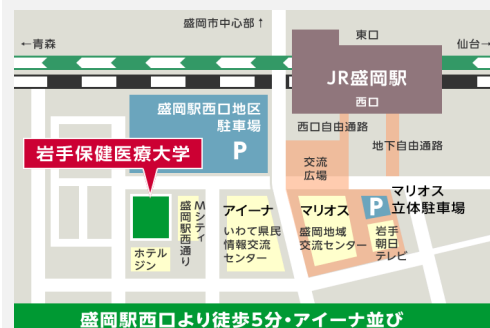 盛岡市中心部↑
←青森
東口
仙台→
JR盛岡駅
西口
盛岡駅西口地区
駐車場
P
西口自由通路
地下自由通路
岩手保健医療大学
交流
広場
マリオス
立体駐車場
P
Mシティ
盛岡駅西通り
アイーナ
いわて県民
情報交流
センター
マリオス
盛岡地域
交流センター
岩手
朝日
テレビ
ホテル
ジン
盛岡駅西口より徒歩5分・アイーナ並び